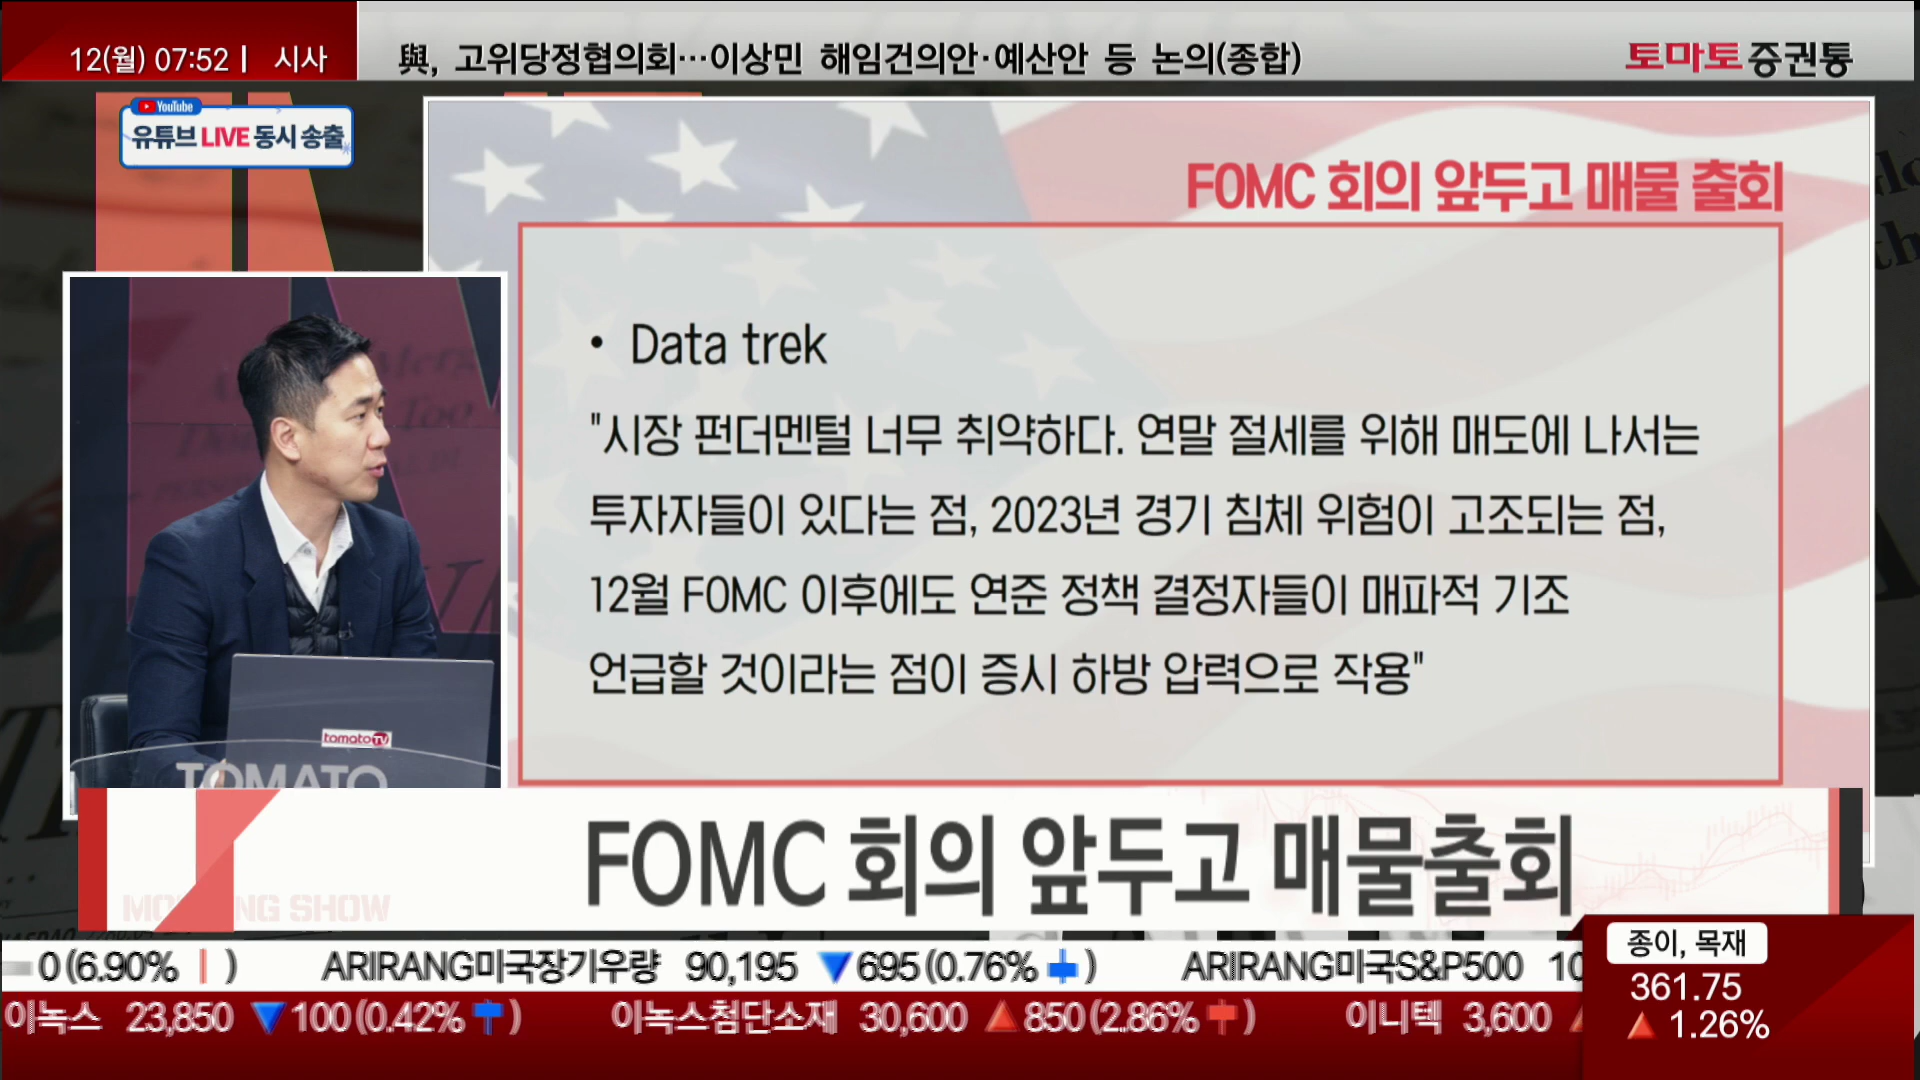 12(월) 07:52 | 시사
與, 고위당정협의회…이상민 해임건의안·예산안 등 논의(종합)
토마토증권통
YouTube
유튜브 LIVE 동시 송출
FOMC 회의 앞두고 매물 출회
• Data trek
"시장 펀더멘털 너무 취약하다. 연말 절세를 위해 매도에 나서는
투자자들이 있다는 점, 2023년 경기 침체 위험이 고조되는 점,
12월 FOMC 이후에도 연준 정책 결정자들이 매파적 기조
언급할 것이라는 점이 증시 하방 압력으로 작용"
tomatoTV
TOMATO
FOMC 회의 앞두고 매물출회
MORNING SHOW
0(6.90% ) ARIRANG미국장기우량 90,195 ▼695(0.76% ) ARIRANG미국S&P500 10
이녹스 23,850 ▼100(0.42% ) 이녹스첨단소재 30,600 ▲850(2.86% ) 이니텍 3,600
종이, 목재
361.75
▲ 1.26%